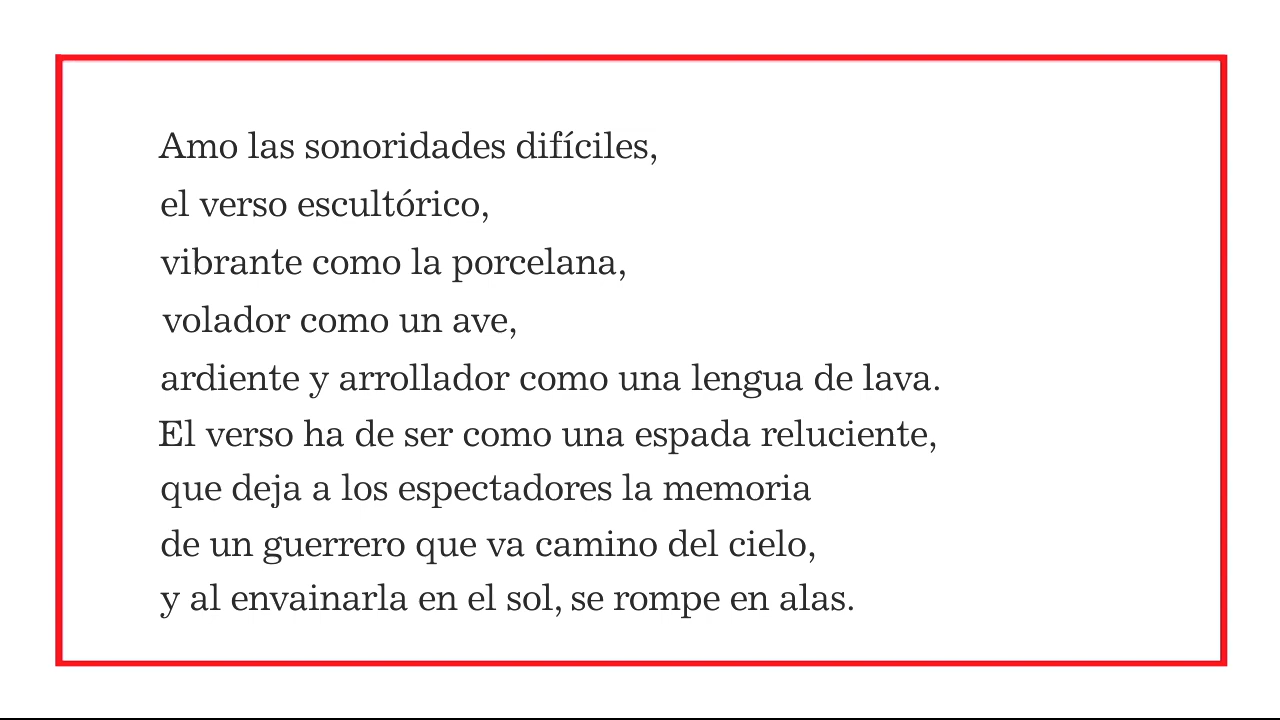 Amo las sonoridades difíciles,
el verso escultórico,
vibrante como la porcelana,
volador como un ave,
ardiente y arrollador como una lengua de lava.
El verso ha de ser como una espada reluciente,
que deja a los espectadores la memoria
de un guerrero que va camino del cielo,
y al envainarla en el sol, se rompe en alas.